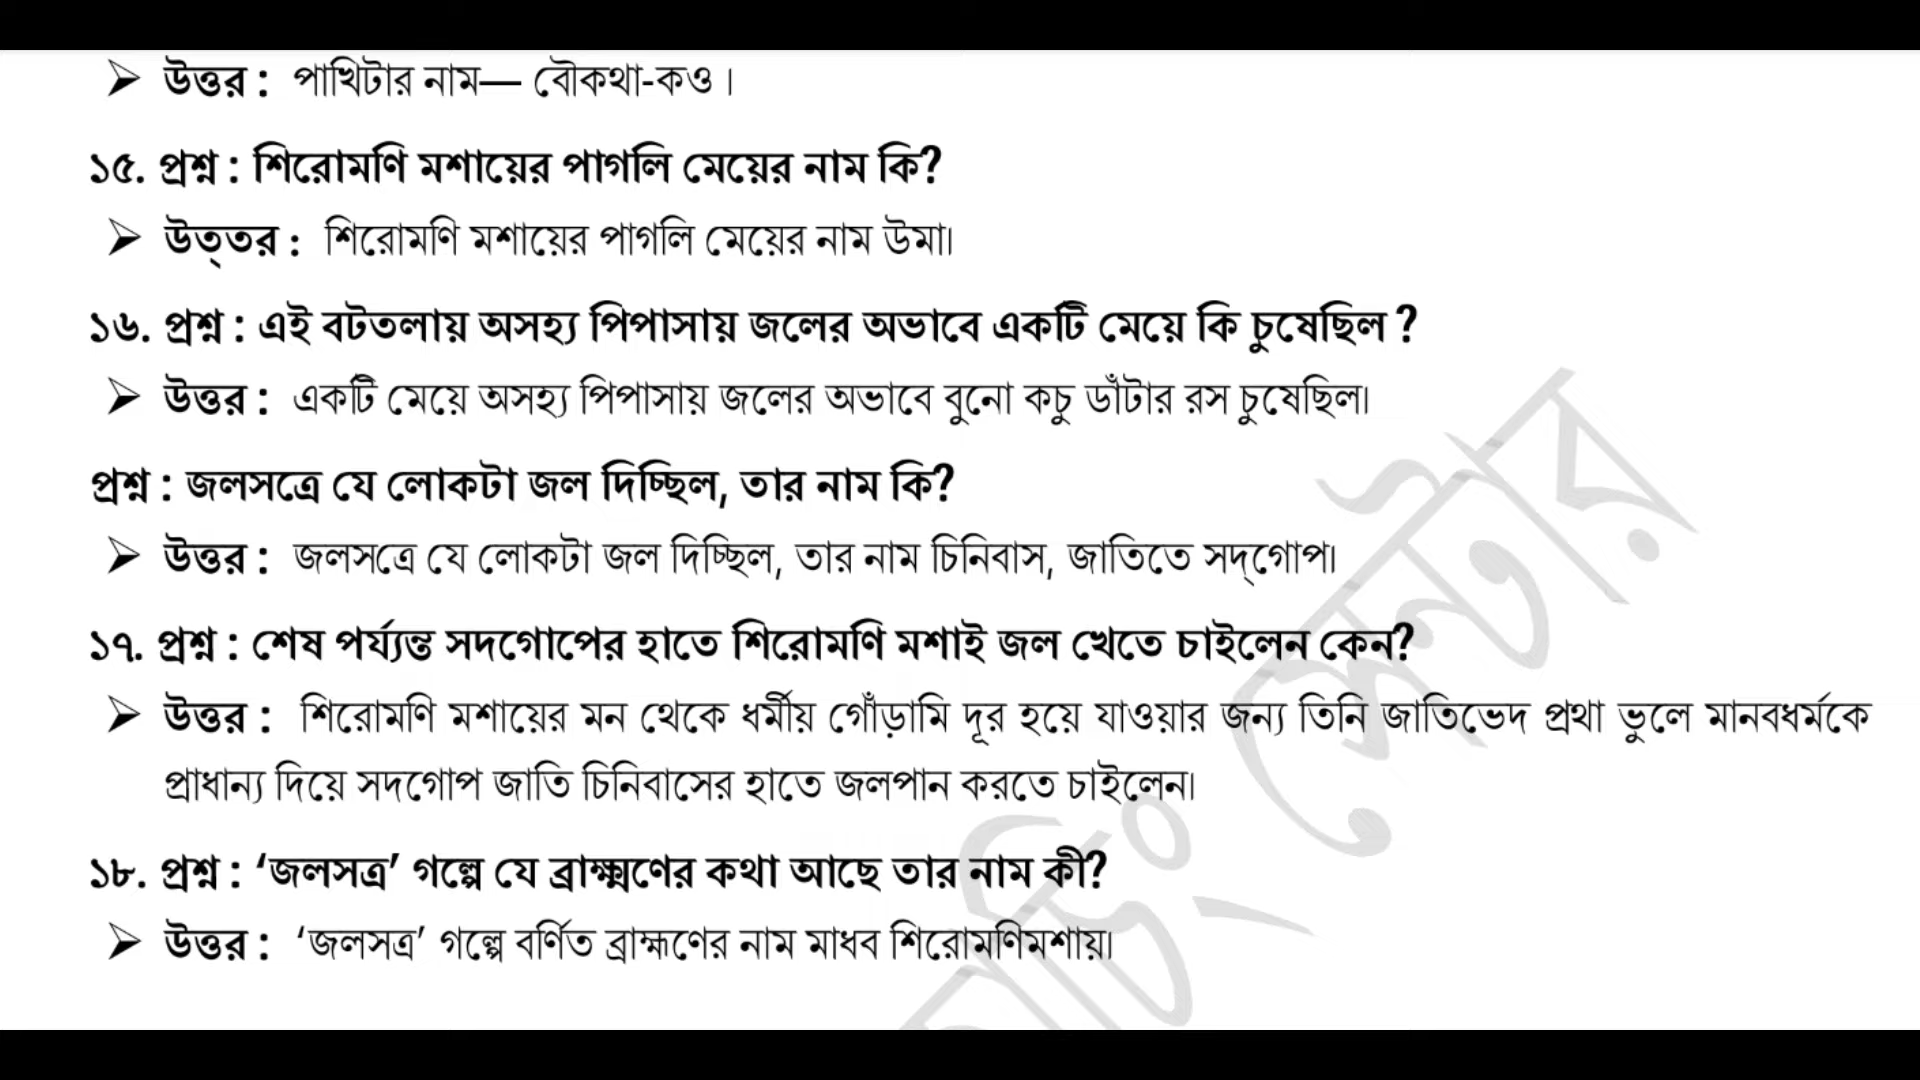 ➢ উত্তর : পাখিটার নাম— বৌকথা-কও।
১৫. প্রশ্ন : শিরোমণি মশায়ের পাগলি মেয়ের নাম কি?
➢ উত্‌তর : শিরোমণি মশায়ের পাগলি মেয়ের নাম উমা।
১৬. প্রশ্ন : এই বটতলায় অসহ্য পিপাসায় জলের অভাবে একটি মেয়ে কি চুষেছিল ?
➢ উত্তর : একটি মেয়ে অসহ্য পিপাসায় জলের অভাবে বুনো কচু ডাঁটার রস চুষেছিল।
প্রশ্ন : জলসত্রে যে লোকটা জল দিচ্ছিল, তার নাম কি?
➢ উত্তর : জলসত্রে যে লোকটা জল দিচ্ছিল, তার নাম চিনিবাস, জাতিতে সদ্‌গোপ।
১৭. প্রশ্ন : শেষ পর্য্যন্ত সদগোপের হাতে শিরোমণি মশাই জল খেতে চাইলেন কেন?
➢ উত্তর : শিরোমণি মশায়ের মন থেকে ধর্মীয় গোঁড়ামি দূর হয়ে যাওয়ার জন্য তিনি জাতিভেদ প্রথা ভুলে মানবধর্মকে
প্রাধান্য দিয়ে সদগোপ জাতি চিনিবাসের হাতে জলপান করতে চাইলেন।
১৮. প্রশ্ন : ‘জলসত্র’ গল্পে যে ব্রাক্ষ্মণের কথা আছে তার নাম কী?
➢ উত্তর : ‘জলসত্র’ গল্পে বর্ণিত ব্রাহ্মণের নাম মাধব শিরোমণিমশায়।
সেন্টার